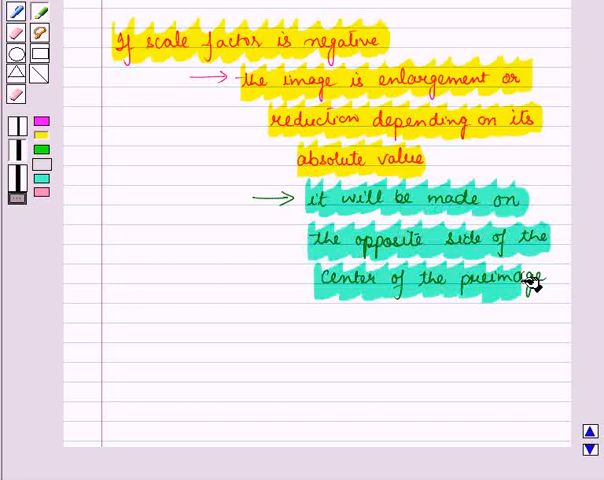 If scale factor is negative
→ the image is enlargement or
reduction depending on its
absolute value
→ it will be made on
the opposite side of the
center of the preimage